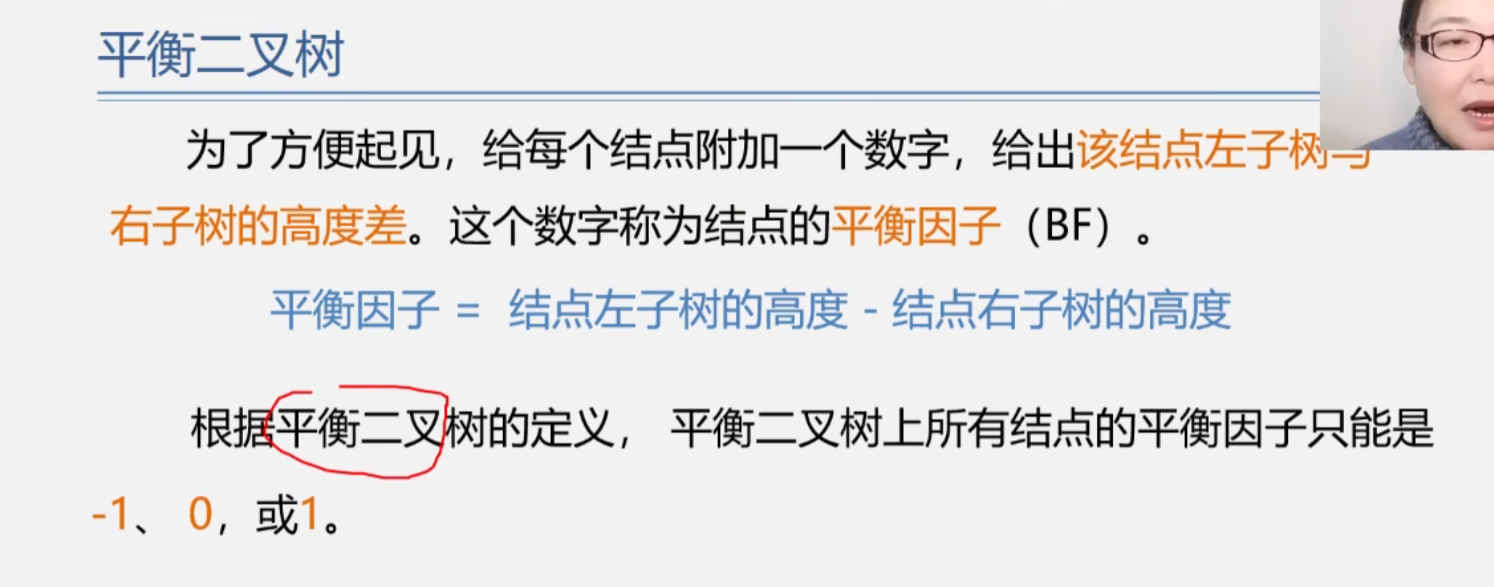 平衡二叉树
为了方便起见，给每个结点附加一个数字，给出该结点左子树与
右子树的高度差。这个数字称为结点的平衡因子（BF）。
平衡因子 = 结点左子树的高度 - 结点右子树的高度
根据平衡二叉树的定义， 平衡二叉树上所有结点的平衡因子只能是
-1、 0，或1。